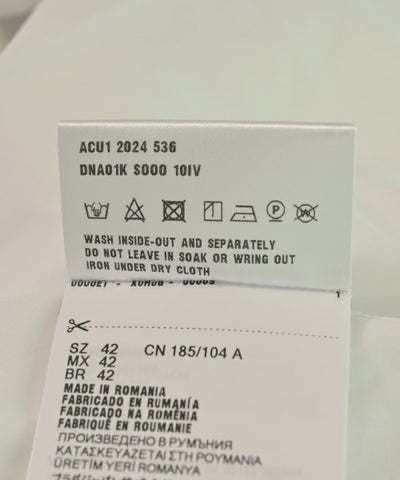 ACU1 2024 536
DNA01K S000 10IV
WASH INSIDE-OUT AND SEPARATELY
DO NOT LEAVE IN SOAK OR WRING OUT
IRON UNDER DRY CLOTH
SZ 42 CN 185/104 A
MX 42
BR 42
MADE IN ROMANIA
FABRICADO EN RUMANÍA
FABRICADO NA ROMÊNIA
FABRIQUÉ EN ROUMANIE
ПРОИЗВЕДЕНО В РУМЪНИЯ
ΚΑΤΑΣΚΕΥΑΖΕΤΑΙ ΣΤΗ ΡΟΥΜΑΝΙΑ
ÜRETİM YERİ ROMANYA